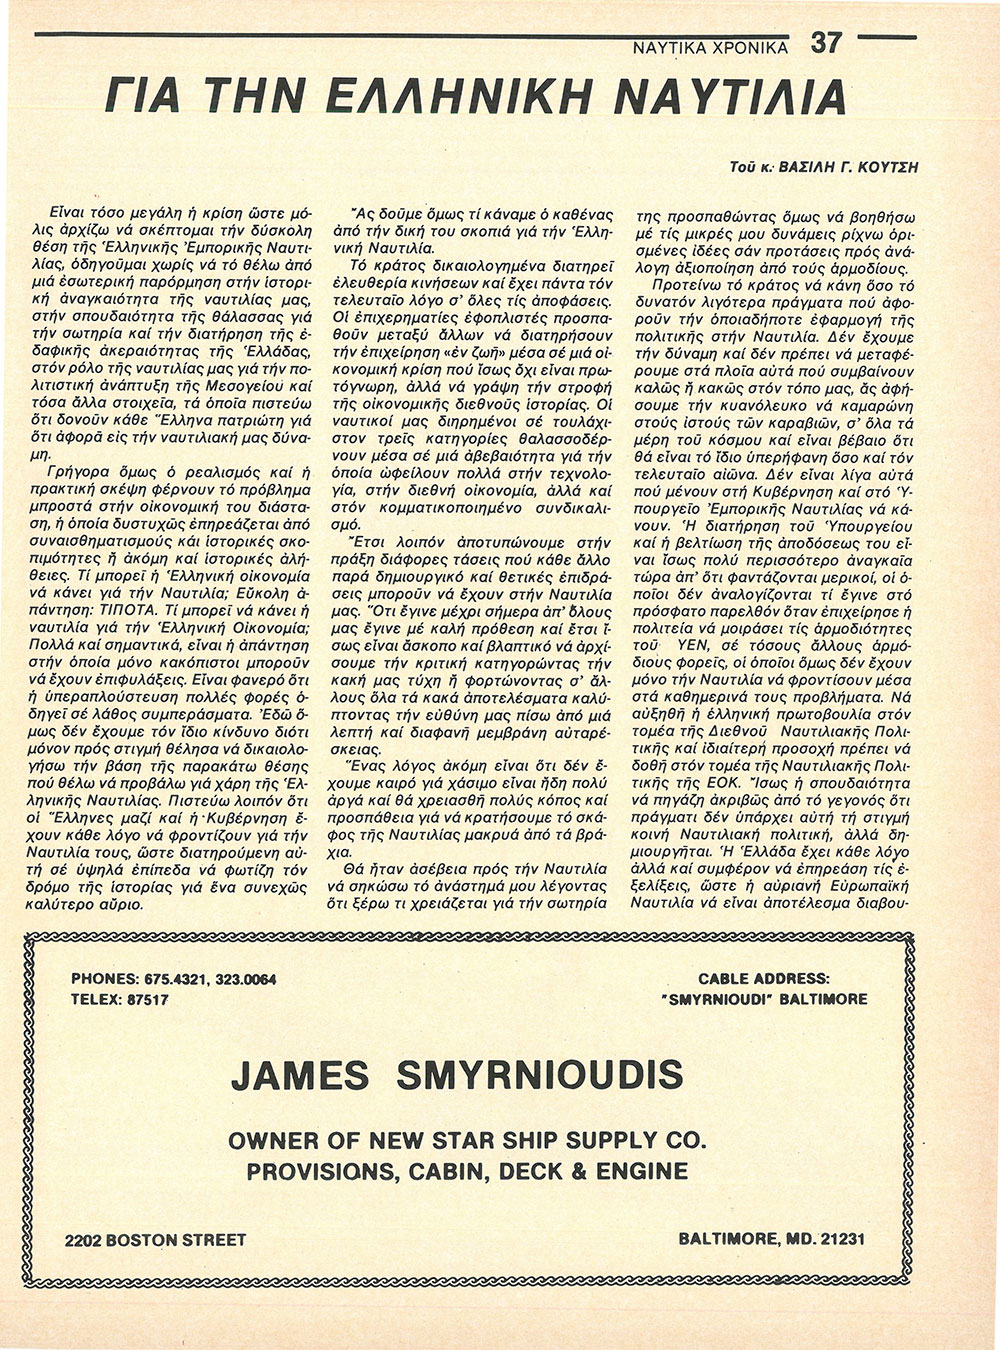 ΝΑΥΤΙΚΑ ΧΡΟΝΙΚΑ 37
ΓΙΑ ΤΗΝ ΕΛΛΗΝΙΚΗ ΝΑΥΤΙΛΙΑ
Τοῦ κ. ΒΑΣΙΛΗ Γ. ΚΟΥΤΣΗ
Εἶναι τόσο μεγάλη ἡ κρίση ὥστε μό-
λις ἀρχίζω νά σκέπτομαι τήν δύσκολη
θέση τῆς Ἑλληνικῆς Ἐμπορικῆς Ναυτι-
λίας, ὁδηγοῦμαι χωρίς νά τό θέλω ἀπό
μιά ἐσωτερική παρόρμηση στήν ἱστορι-
κή ἀναγκαιότητα τῆς ναυτιλίας μας,
στήν σπουδαιότητα τῆς θάλασσας γιά
τήν σωτηρία καί τήν διατήρηση τῆς ἐ-
δαφικῆς ἀκεραιότητας τῆς Ἑλλάδας,
στόν ρόλο τῆς ναυτιλίας μας γιά τήν πο-
λιτιστική ἀνάπτυξη τῆς Μεσογείου καί
τόσα ἄλλα στοιχεῖα, τά ὁποῖα πιστεύω
ὅτι δονοῦν κάθε Ἕλληνα πατριώτη γιά
ὅτι ἀφορᾶ εἰς τήν ναυτιλιακή μας δύνα-
μη.
Γρήγορα ὅμως ὁ ρεαλισμός καί ἡ
πρακτική σκέψη φέρνουν τό πρόβλημα
μπροστά στήν οἰκονομική του διάστα-
ση, ἡ ὁποία δυστυχῶς ἐπηρεάζεται ἀπό
συναισθηματισμούς κάι ἱστορικές σκο-
πιμότητες ἤ ἀκόμη καί ἱστορικές ἀλή-
θειες. Τί μπορεῖ ἡ Ἑλληνική οἰκονομία
νά κάνει γιά τήν Ναυτιλία; Εὔκολη ἀ-
πάντηση: ΤΙΠΟΤΑ. Τί μπορεῖ νά κάνει ἡ
ναυτιλία γιά τήν Ἑλληνική Οἰκονομία;
Πολλά καί σημαντικά, εἶναι ἡ ἀπάντηση
στήν ὁποία μόνο κακόπιστοι μποροῦν
νά ἔχουν ἐπιφυλάξεις. Εἶναι φανερό ὅτι
ἡ ὑπεραπλούστευση πολλές φορές ὁ-
δηγεῖ σέ λάθος συμπεράσματα. Ἐδῶ ὅ-
μως δέν ἔχουμε τόν ἴδιο κίνδυνο διότι
μόνον πρός στιγμή θέλησα νά δικαιολο-
γήσω τήν βάση τῆς παρακάτω θέσης
πού θέλω νά προβάλω γιά χάρη τῆς Ἑλ-
ληνικῆς Ναυτιλίας. Πιστεύω λοιπόν ὅτι
οἱ Ἕλληνες μαζί καί ἡ Κυβέρνηση ἔ-
χουν κάθε λόγο νά φροντίζουν γιά τήν
Ναυτιλία τους, ὥστε διατηρούμενη αὐ-
τή σέ ὑψηλά ἐπίπεδα νά φωτίζη τόν
δρόμο τῆς ἱστορίας γιά ἕνα συνεχῶς
καλύτερο αὔριο.
Ἄς δοῦμε ὅμως τί κάναμε ὁ καθένας
ἀπό τήν δική του σκοπιά γιά τήν Ἑλλη-
νική Ναυτιλία.
Τό κράτος δικαιολογημένα διατηρεῖ
ἐλευθερία κινήσεων καί ἔχει πάντα τόν
τελευταῖο λόγο σ' ὅλες τίς ἀποφάσεις.
Οἱ ἐπιχερηματίες ἐφοπλιστές προσπα-
θοῦν μεταξύ ἄλλων νά διατηρήσουν
τήν ἐπιχείρηση «ἐν ζωῆ» μέσα σέ μιά οἰ-
κονομική κρίση πού ἴσως ὄχι εἶναι πρω-
τόγνωρη, ἀλλά νά γράψη τήν στροφή
τῆς οἰκονομικῆς διεθνοῦς ἱστορίας. Οἱ
ναυτικοί μας διηρημένοι σέ τουλάχι-
στον τρεῖς κατηγορίες θαλασσοδέρ-
νουν μέσα σέ μιά ἀβεβαιότητα γιά τήν
ὁποία ὠφείλουν πολλά στήν τεχνολο-
γία, στήν διεθνῆ οἰκονομία, ἀλλά καί
στόν κομματικοποιημένο συνδικαλι-
σμό.
Ἔτσι λοιπόν ἀποτυπώνουμε στήν
πράξη διάφορες τάσεις πού κάθε ἄλλο
παρά δημιουργικό καί θετικές ἐπιδρά-
σεις μποροῦν νά ἔχουν στήν Ναυτιλία
μας. Ὅτι ἔγινε μέχρι σήμερα ἀπ' ὅλους
μας ἔγινε μέ καλή πρόθεση καί ἔτσι ἴ-
σως εἶναι ἄσκοπο καί βλαπτικό νά ἀρχί-
σουμε τήν κριτική κατηγορώντας τήν
κακή μας τύχη ἤ φορτώνοντας σ' ἄλ-
λους ὅλα τά κακά ἀποτελέσματα καλύ-
πτοντας τήν εὐθύνη μας πίσω ἀπό μιά
λεπτή καί διαφανῆ μεμβράνη αὐταρέ-
σκειας.
Ἕνας λόγος ἀκόμη εἶναι ὅτι δέν ἔ-
χουμε καιρό γιά χάσιμο εἶναι ἤδη πολύ
ἀργά καί θά χρειασθῆ πολύς κόπος καί
προσπάθεια γιά νά κρατήσουμε τό σκά-
φος τῆς Ναυτιλίας μακρυά ἀπό τά βρά-
χια.
Θά ἦταν ἀσέβεια πρός τήν Ναυτιλία
νά σηκώσω τό ἀνάστημά μου λέγοντας
ὅτι ξέρω τι χρειάζεται γιά τήν σωτηρία
της προσπαθώντας ὅμως νά βοηθήσω
μέ τίς μικρές μου δυνάμεις ρίχνω ὁρι-
σμένες ἰδέες σάν προτάσεις πρός ἀνά-
λογη ἀξιοποίηση ἀπό τούς ἁρμοδίους.
Προτείνω τό κράτος νά κάνη ὅσο τό
δυνατόν λιγότερα πράγματα πού ἀφο-
ροῦν τήν ὁποιαδήποτε ἐφαρμογή τῆς
πολιτικῆς στήν Ναυτιλία. Δέν ἔχουμε
τήν δύναμη καί δέν πρέπει νά μεταφέ-
ρουμε στά πλοῖα αὐτά πού συμβαίνουν
καλῶς ἤ κακῶς στόν τόπο μας, ἄς ἀφή-
σουμε τήν κυανόλευκο νά καμαρώνη
στούς ἱστούς τῶν καραβιῶν, σ' ὅλα τά
μέρη τοῦ κόσμου καί εἶναι βέβαιο ὅτι
θά εἶναι τό ἴδιο ὑπερήφανη ὅσο καί τόν
τελευταῖο αἰώνα. Δέν εἶναι λίγα αὐτά
πού μένουν στή Κυβέρνηση καί στό Ὑ-
πουργεῖο Ἐμπορικῆς Ναυτιλίας νά κά-
νουν. Ἡ διατήρηση τοῦ Ὑπουργείου
καί ἡ βελτίωση τῆς ἀποδόσεως του εἶ-
ναι ἴσως πολύ περισσότερο ἀναγκαῖα
τώρα ἀπ' ὅτι φαντάζονται μερικοί, οἱ ὁ-
ποῖοι δέν ἀναλογίζονται τί ἔγινε στό
πρόσφατο παρελθόν ὅταν ἐπιχείρησε ἡ
πολιτεία νά μοιράσει τίς ἁρμοδιότητες
τοῦ ΥΕΝ, σέ τόσους ἄλλους ἁρμό-
διους φορεῖς, οἱ ὁποῖοι ὅμως δέν ἔχουν
μόνο τήν Ναυτιλία νά φροντίσουν μέσα
στά καθημερινά τους προβλήματα. Νά
αὐξηθῆ ἡ ἑλληνική πρωτοβουλία στόν
τομέα τῆς Διεθνοῦ Ναυτιλιακῆς Πολι-
τικῆς καί ἰδιαίτερή προσοχή πρέπει νά
δοθῆ στόν τομέα τῆς Ναυτιλιακῆς Πολι-
τικῆς τῆς ΕΟΚ. Ἴσως ἡ σπουδαιότητα
νά πηγάζη ἀκριβῶς ἀπό τό γεγονός ὅτι
πράγματι δέν ὑπάρχει αὐτή τή στιγμή
κοινή Ναυτιλιακή πολιτική, ἀλλά δη-
μιουργῆται. Ἡ Ἑλλάδα ἔχει κάθε λόγο
ἀλλά καί συμφέρον νά ἐπηρεάση τίς ἐ-
ξελίξεις, ὥστε ἡ αὐριανή Εὐρωπαϊκή
Ναυτιλία νά εἶναι ἀποτέλεσμα διαβου-
PHONES: 675.4321, 323.0064
TELEX: 87517
CABLE ADDRESS:
"SMYRNIOUDI" BALTIMORE
JAMES SMYRNIOUDIS
OWNER OF NEW STAR SHIP SUPPLY CO.
PROVISIONS, CABIN, DECK & ENGINE
2202 BOSTON STREET
BALTIMORE, MD. 21231